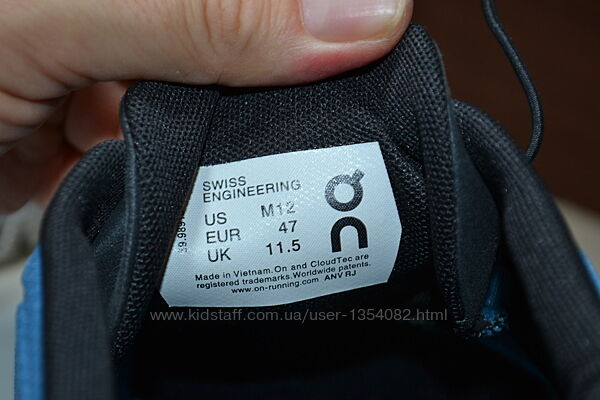 SWISS
ENGINEERING
US M12
EUR 47
UK 11.5
Made in Vietnam.On and CloudTec are
registered trademarks.Worldwide patents.
www.on-running.com ANV RJ
www.kidstaff.com.ua/user-1354082.html